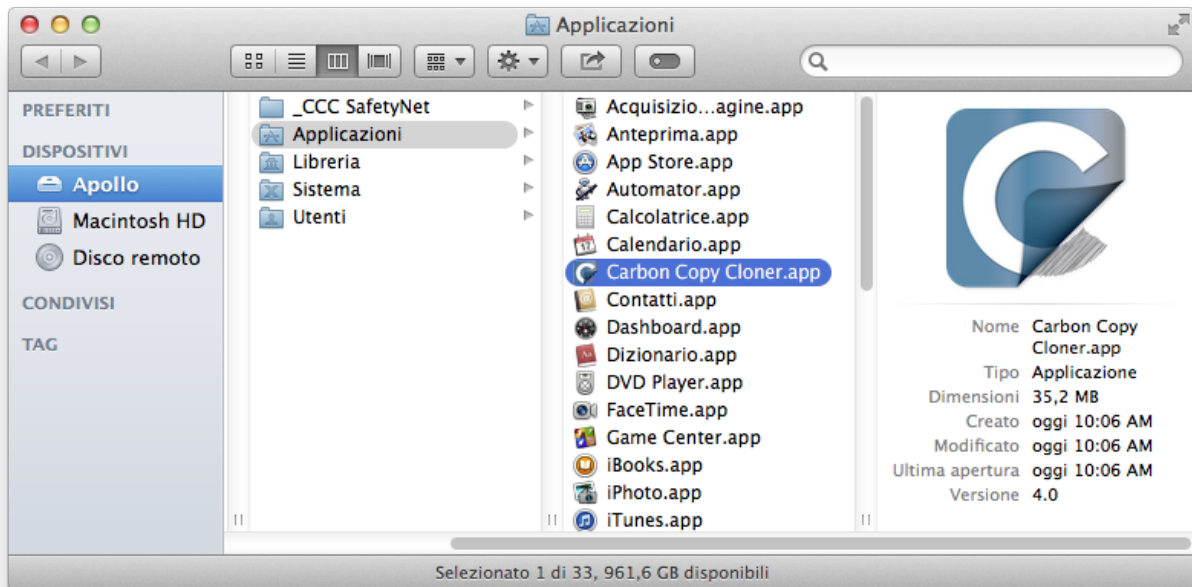 Applicazioni
PREFERITI
DISPOSITIVI
Apollo
Macintosh HD
Disco remoto
CONDIVISI
TAG
_CCC SafetyNet
Applicazioni
Libreria
Sistema
Utenti
Acquisizio...agine.app
Anteprima.app
App Store.app
Automator.app
Calcolatrice.app
Calendario.app
Carbon Copy Cloner.app
Contatti.app
Dashboard.app
Dizionario.app
DVD Player.app
FaceTime.app
Game Center.app
iBooks.app
iPhoto.app
iTunes.app
Nome Carbon Copy
Cloner.app
Tipo Applicazione
Dimensioni 35,2 MB
Creato oggi 10:06 AM
Modificato oggi 10:06 AM
Ultima apertura oggi 10:06 AM
Versione 4.0
Selezionato 1 di 33, 961,6 GB disponibili